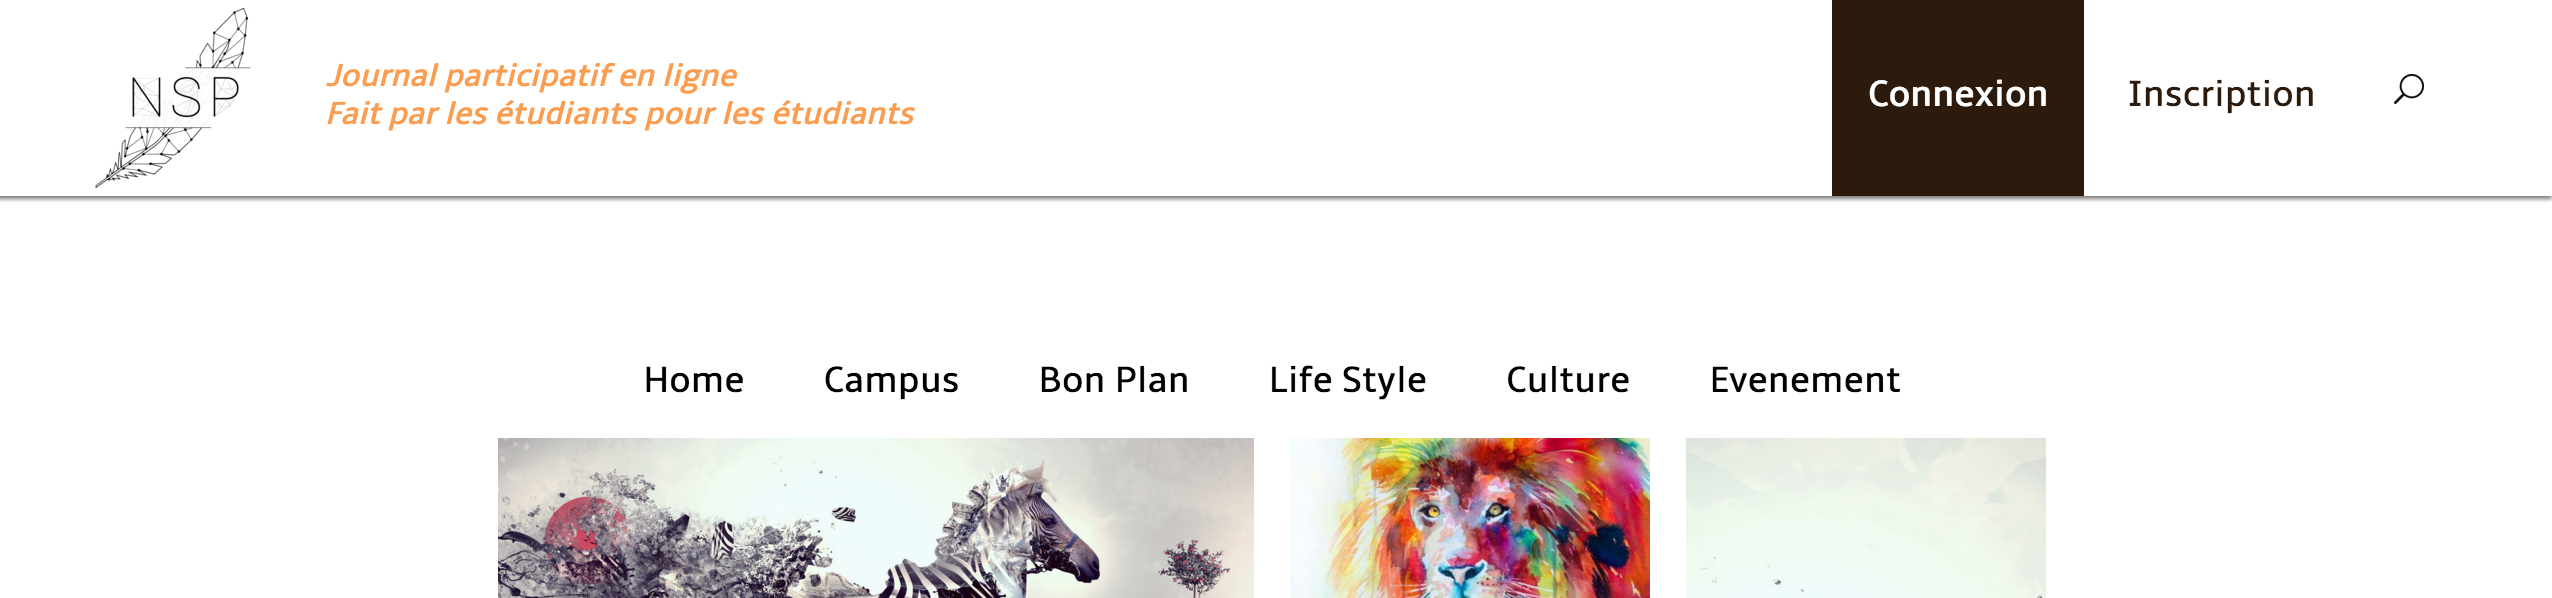 NSP
Journal participatif en ligne
Fait par les étudiants pour les étudiants
Connexion
Inscription
Home
Campus
Bon Plan
Life Style
Culture
Evenement